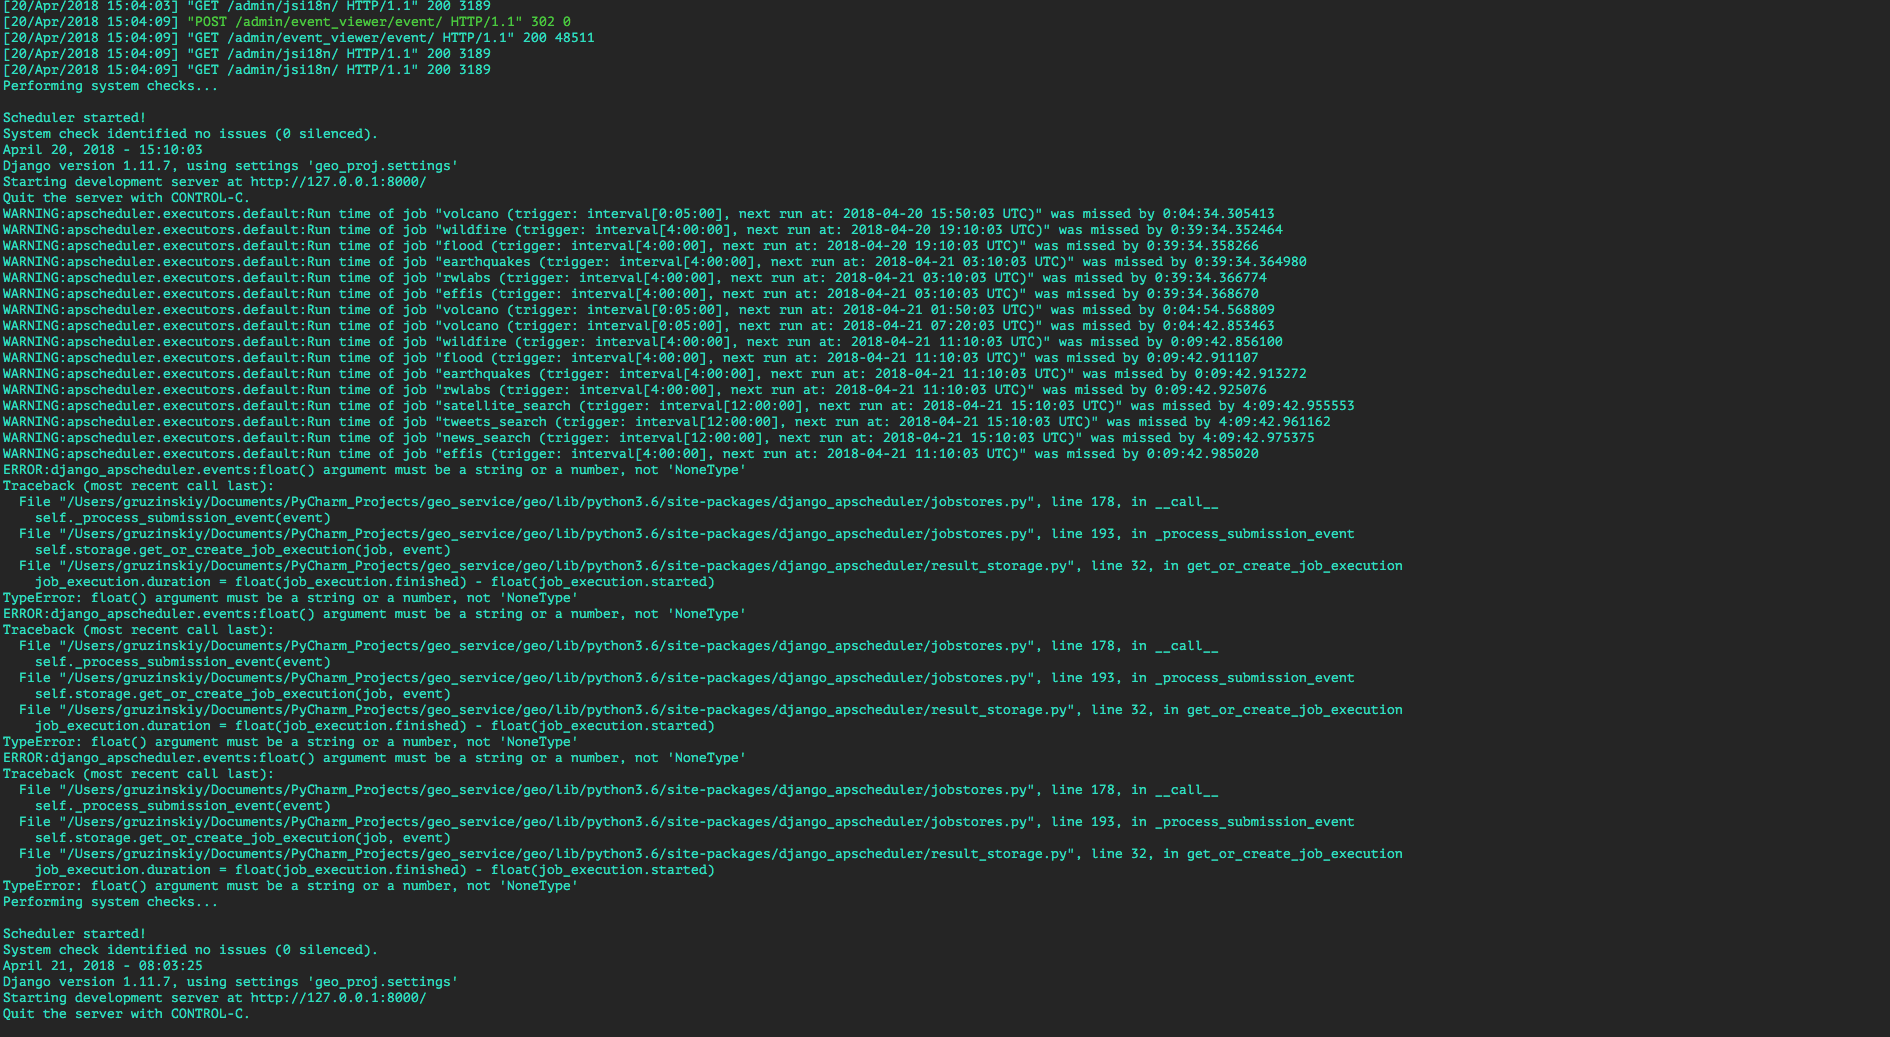 [20/Apr/2018 15:04:03] "GET /admin/jsi18n/ HTTP/1.1" 200 3189
[20/Apr/2018 15:04:09] "POST /admin/event_viewer/event/ HTTP/1.1" 302 0
[20/Apr/2018 15:04:09] "GET /admin/event_viewer/event/ HTTP/1.1" 200 48511
[20/Apr/2018 15:04:09] "GET /admin/jsi18n/ HTTP/1.1" 200 3189
[20/Apr/2018 15:04:09] "GET /admin/jsi18n/ HTTP/1.1" 200 3189
Performing system checks...
Scheduler started!
System check identified no issues (0 silenced).
April 20, 2018 - 15:10:03
Django version 1.11.7, using settings 'geo_proj.settings'
Starting development server at http://127.0.0.1:8000/
Quit the server with CONTROL-C.
WARNING:apscheduler.executors.default:Run time of job "volcano (trigger: interval[0:05:00], next run at: 2018-04-20 15:50:03 UTC)" was missed by 0:04:34.305413
WARNING:apscheduler.executors.default:Run time of job "wildfire (trigger: interval[4:00:00], next run at: 2018-04-20 19:10:03 UTC)" was missed by 0:39:34.352464
WARNING:apscheduler.executors.default:Run time of job "flood (trigger: interval[4:00:00], next run at: 2018-04-20 19:10:03 UTC)" was missed by 0:39:34.358266
WARNING:apscheduler.executors.default:Run time of job "earthquakes (trigger: interval[4:00:00], next run at: 2018-04-21 03:10:03 UTC)" was missed by 0:39:34.364980
WARNING:apscheduler.executors.default:Run time of job "rwlabs (trigger: interval[4:00:00], next run at: 2018-04-21 03:10:03 UTC)" was missed by 0:39:34.366774
WARNING:apscheduler.executors.default:Run time of job "effis (trigger: interval[4:00:00], next run at: 2018-04-21 03:10:03 UTC)" was missed by 0:39:34.368670
WARNING:apscheduler.executors.default:Run time of job "volcano (trigger: interval[0:05:00], next run at: 2018-04-21 01:50:03 UTC)" was missed by 0:04:54.568809
WARNING:apscheduler.executors.default:Run time of job "volcano (trigger: interval[0:05:00], next run at: 2018-04-21 07:20:03 UTC)" was missed by 0:04:42.853463
WARNING:apscheduler.executors.default:Run time of job "wildfire (trigger: interval[4:00:00], next run at: 2018-04-21 11:10:03 UTC)" was missed by 0:09:42.856100
WARNING:apscheduler.executors.default:Run time of job "flood (trigger: interval[4:00:00], next run at: 2018-04-21 11:10:03 UTC)" was missed by 0:09:42.911107
WARNING:apscheduler.executors.default:Run time of job "earthquakes (trigger: interval[4:00:00], next run at: 2018-04-21 11:10:03 UTC)" was missed by 0:09:42.913272
WARNING:apscheduler.executors.default:Run time of job "rwlabs (trigger: interval[4:00:00], next run at: 2018-04-21 11:10:03 UTC)" was missed by 0:09:42.925076
WARNING:apscheduler.executors.default:Run time of job "satellite_search (trigger: interval[12:00:00], next run at: 2018-04-21 15:10:03 UTC)" was missed by 4:09:42.955553
WARNING:apscheduler.executors.default:Run time of job "tweets_search (trigger: interval[12:00:00], next run at: 2018-04-21 15:10:03 UTC)" was missed by 4:09:42.961162
WARNING:apscheduler.executors.default:Run time of job "news_search (trigger: interval[12:00:00], next run at: 2018-04-21 15:10:03 UTC)" was missed by 4:09:42.975375
WARNING:apscheduler.executors.default:Run time of job "effis (trigger: interval[4:00:00], next run at: 2018-04-21 11:10:03 UTC)" was missed by 0:09:42.985020
ERROR:django_apscheduler.events:float() argument must be a string or a number, not 'NoneType'
Traceback (most recent call last):
  File "/Users/gruzinskiy/Documents/PyCharm_Projects/geo_service/geo/lib/python3.6/site-packages/django_apscheduler/jobstores.py", line 178, in __call__
    self._process_submission_event(event)
  File "/Users/gruzinskiy/Documents/PyCharm_Projects/geo_service/geo/lib/python3.6/site-packages/django_apscheduler/jobstores.py", line 193, in _process_submission_event
    self.storage.get_or_create_job_execution(job, event)
  File "/Users/gruzinskiy/Documents/PyCharm_Projects/geo_service/geo/lib/python3.6/site-packages/django_apscheduler/result_storage.py", line 32, in get_or_create_job_execution
    job_execution.duration = float(job_execution.finished) - float(job_execution.started)
TypeError: float() argument must be a string or a number, not 'NoneType'
ERROR:django_apscheduler.events:float() argument must be a string or a number, not 'NoneType'
Traceback (most recent call last):
  File "/Users/gruzinskiy/Documents/PyCharm_Projects/geo_service/geo/lib/python3.6/site-packages/django_apscheduler/jobstores.py", line 178, in __call__
    self._process_submission_event(event)
  File "/Users/gruzinskiy/Documents/PyCharm_Projects/geo_service/geo/lib/python3.6/site-packages/django_apscheduler/jobstores.py", line 193, in _process_submission_event
    self.storage.get_or_create_job_execution(job, event)
  File "/Users/gruzinskiy/Documents/PyCharm_Projects/geo_service/geo/lib/python3.6/site-packages/django_apscheduler/result_storage.py", line 32, in get_or_create_job_execution
    job_execution.duration = float(job_execution.finished) - float(job_execution.started)
TypeError: float() argument must be a string or a number, not 'NoneType'
ERROR:django_apscheduler.events:float() argument must be a string or a number, not 'NoneType'
Traceback (most recent call last):
  File "/Users/gruzinskiy/Documents/PyCharm_Projects/geo_service/geo/lib/python3.6/site-packages/django_apscheduler/jobstores.py", line 178, in __call__
    self._process_submission_event(event)
  File "/Users/gruzinskiy/Documents/PyCharm_Projects/geo_service/geo/lib/python3.6/site-packages/django_apscheduler/jobstores.py", line 193, in _process_submission_event
    self.storage.get_or_create_job_execution(job, event)
  File "/Users/gruzinskiy/Documents/PyCharm_Projects/geo_service/geo/lib/python3.6/site-packages/django_apscheduler/result_storage.py", line 32, in get_or_create_job_execution
    job_execution.duration = float(job_execution.finished) - float(job_execution.started)
TypeError: float() argument must be a string or a number, not 'NoneType'
Performing system checks...
Scheduler started!
System check identified no issues (0 silenced).
April 21, 2018 - 08:03:25
Django version 1.11.7, using settings 'geo_proj.settings'
Starting development server at http://127.0.0.1:8000/
Quit the server with CONTROL-C.